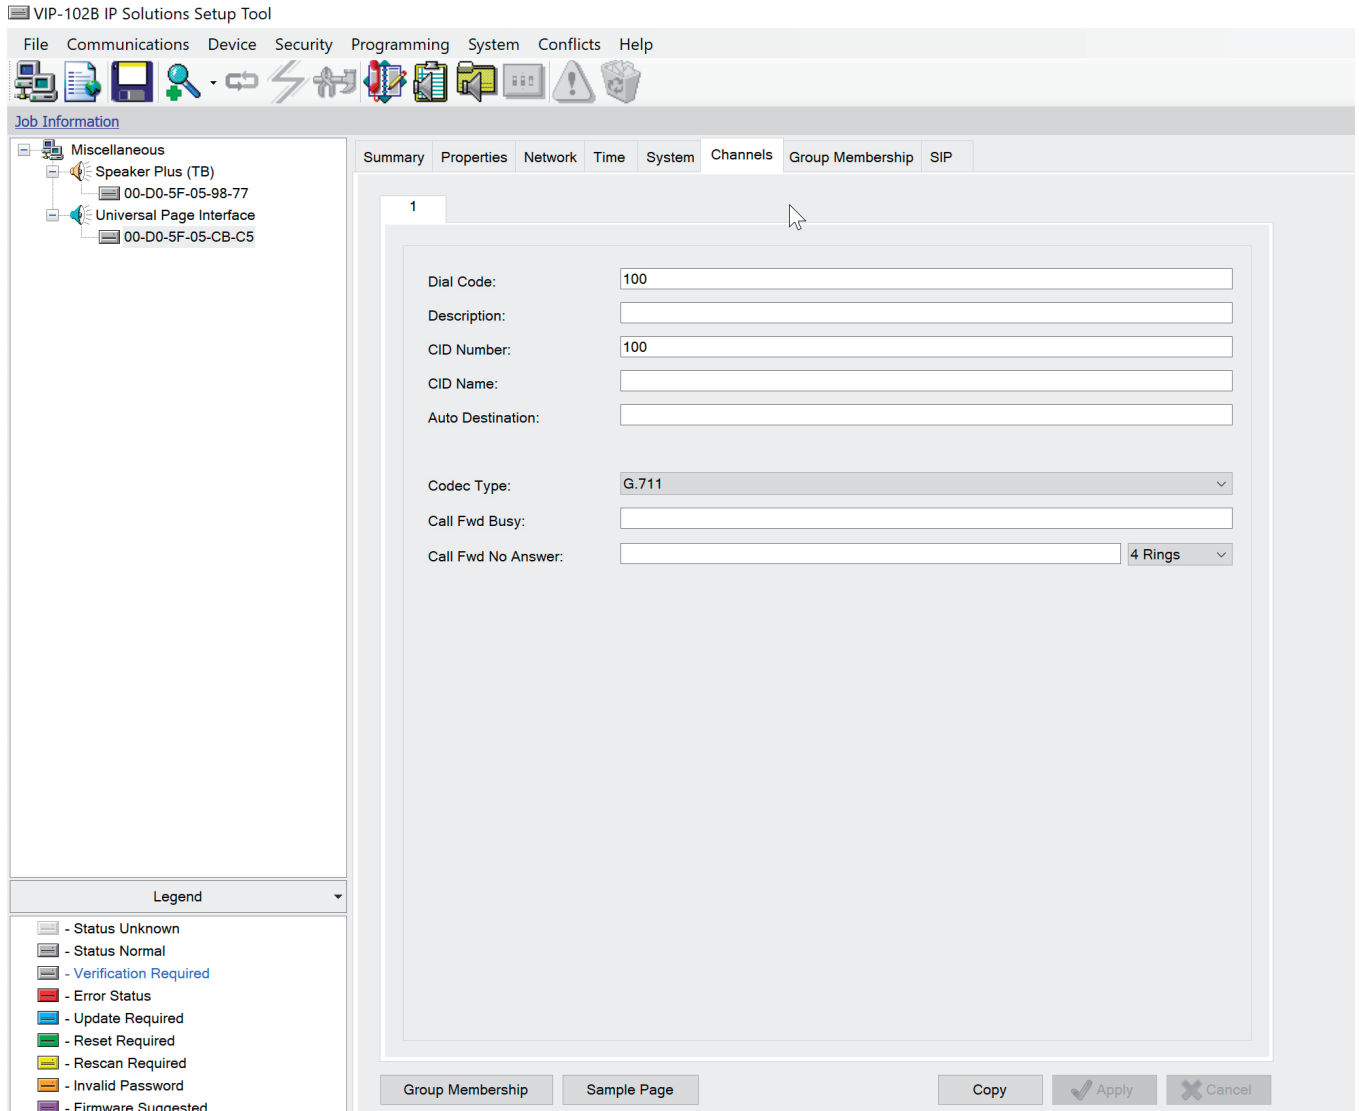 VIP-102B IP Solutions Setup Tool
File Communications Device Security Programming System Conflicts Help
Job Information
Miscellaneous
Speaker Plus (TB)
00-D0-5F-05-98-77
Universal Page Interface
00-D0-5F-05-CB-C5
Summary Properties Network Time System Channels Group Membership SIP
1
Dial Code: 100
Description:
CID Number: 100
CID Name:
Auto Destination:
Codec Type: G.711
Call Fwd Busy:
Call Fwd No Answer: 4 Rings
Legend
- Status Unknown
- Status Normal
- Verification Required
- Error Status
- Update Required
- Reset Required
- Rescan Required
- Invalid Password
- Firmware Suggested
Group Membership Sample Page Copy Apply Cancel